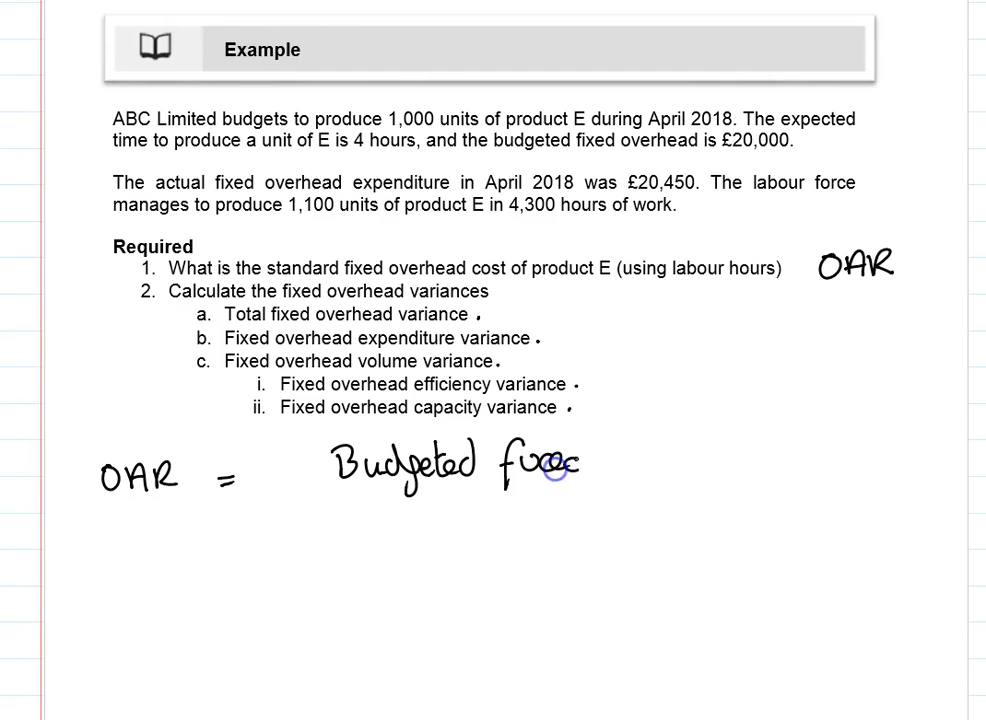 Example
ABC Limited budgets to produce 1,000 units of product E during April 2018. The expected
time to produce a unit of E is 4 hours, and the budgeted fixed overhead is £20,000.
The actual fixed overhead expenditure in April 2018 was £20,450. The labour force
manages to produce 1,100 units of product E in 4,300 hours of work.
Required
1. What is the standard fixed overhead cost of product E (using labour hours) OAR
2. Calculate the fixed overhead variances
a. Total fixed overhead variance
b. Fixed overhead expenditure variance
c. Fixed overhead volume variance
i. Fixed overhead efficiency variance
ii. Fixed overhead capacity variance
OAR = Budgeted